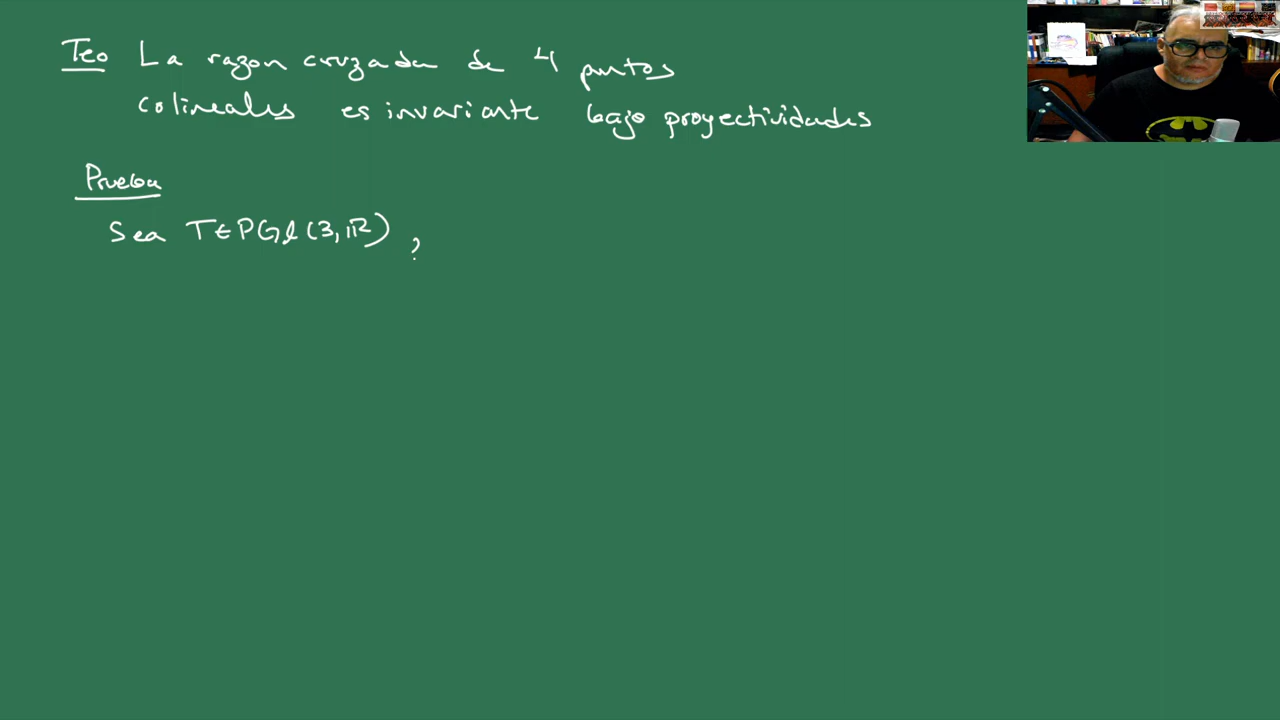 Teo La razon cruzada de 4 puntos
colineales es invariante bajo proyectividades
Prueba
Sea T∈PGl(3,ℝ),